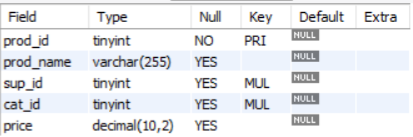 Field Type Null Key Default Extra
prod_id tinyint NO PRI NULL
prod_name varchar(255) YES NULL
sup_id tinyint YES MUL NULL
cat_id tinyint YES MUL NULL
price decimal(10,2) YES NULL